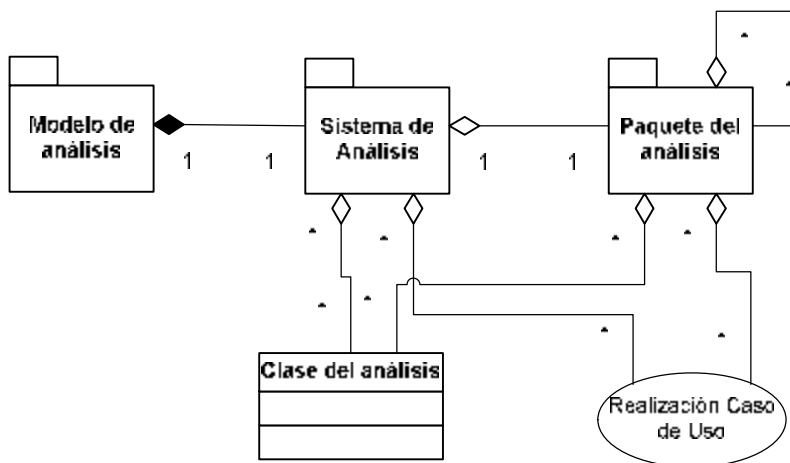 *
*
Modelo de
análisis
Sistema de
Análisis
Paquete del
análisis
1
1
1
1
*
*
*
*
*
*
*
*
Clase del análisis
Realización Caso
de Uso